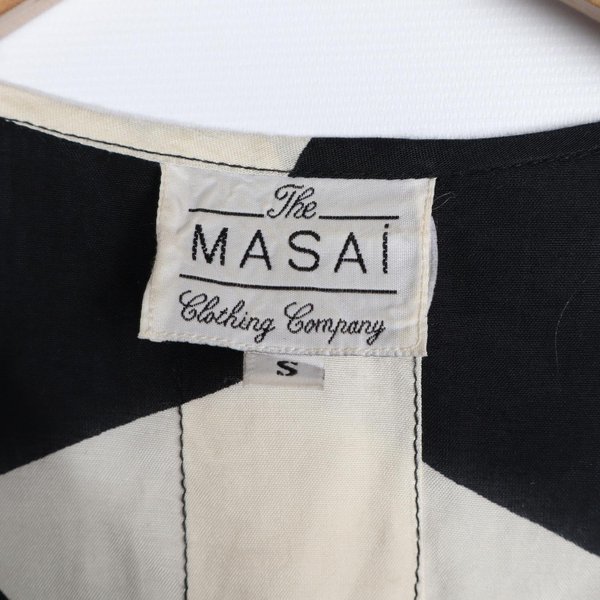 The
MASAi
Clothing Company
S